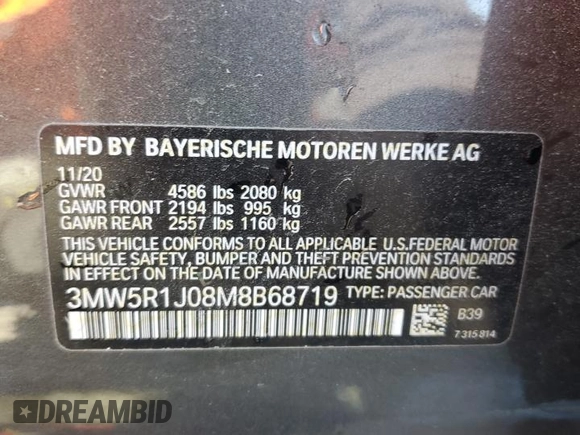 MFD BY BAYERISCHE MOTOREN WERKE AG
11/20
GVWR 4586 lbs 2080 kg
GAWR FRONT 2194 lbs 995 kg
GAWR REAR 2557 lbs 1160 kg
THIS VEHICLE CONFORMS TO ALL APPLICABLE U.S.FEDERAL MOTOR
VEHICLE SAFETY, BUMPER AND THEFT PREVENTION STANDARDS
IN EFFECT ON THE DATE OF MANUFACTURE SHOWN ABOVE.
3MW5R1J08M8B68719 TYPE: PASSENGER CAR
B39
7 315 814
DREAMBID